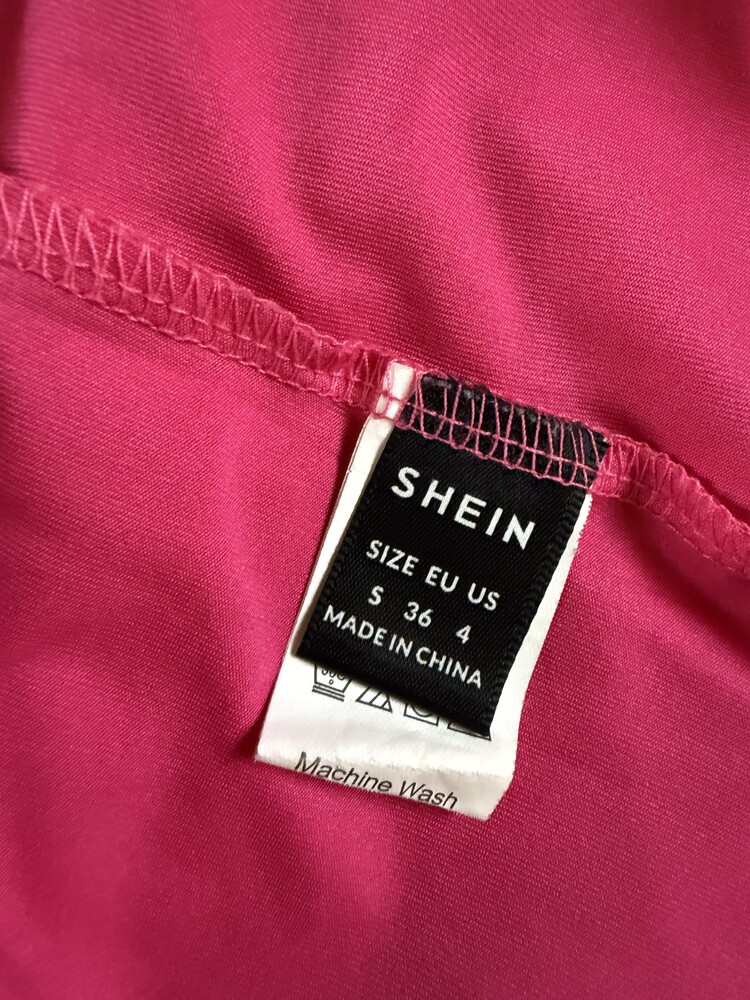 SHEIN
SIZE EU US
S 36 4
MADE IN CHINA
Machine Wash